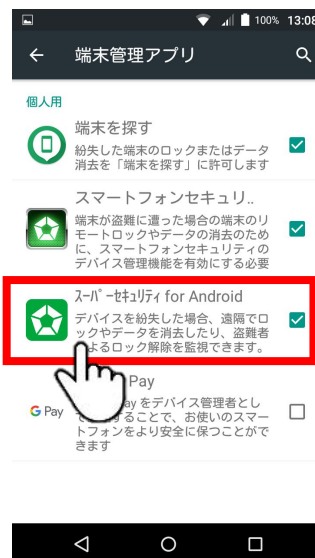 100% 13:08
端末管理アプリ
個人用
端末を探す
紛失した端末のロックまたはデータ
消去を「端末を探す」に許可します
スマートフォンセキュリ..
端末が盗難に遭った場合の端末のリ
モートロックやデータの消去のため
に、スマートフォンセキュリティの
デバイス管理機能を有効にする必要
ｽｰﾊﾟｰｾｷｭﾘﾃｨ for Android
デバイスを紛失した場合、遠隔でロ
ックやデータを消去したり、盗難者
よるロック解除を監視できます。
Pay
G Pay
ay をデバイス管理者とし
ることで、お使いのスマー
トフォンをより安全に保つことがで
きます